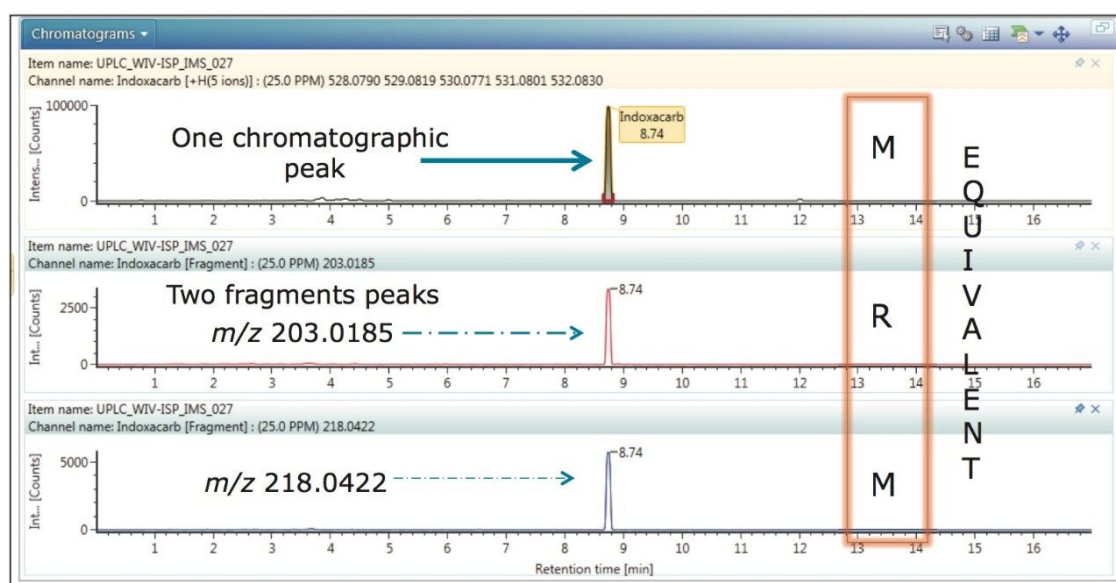 Chromatograms
Item name: UPLC_WIV-ISP_IMS_027
Channel name: Indoxacarb [+H(5 ions)] : (25.0 PPM) 528.0790 529.0819 530.0771 531.0801 532.0830
Intens... [Counts]
100000
0
One chromatographic
peak
Indoxacarb
8.74
M
1 2 3 4 5 6 7 8 9 10 11 12 13 14 15 16
Item name: UPLC_WIV-ISP_IMS_027
Channel name: Indoxacarb [Fragment] : (25.0 PPM) 203.0185
Int... [Counts]
2500
0
Two fragments peaks
m/z 203.0185
8.74
R
1 2 3 4 5 6 7 8 9 10 11 12 13 14 15 16
Item name: UPLC_WIV-ISP_IMS_027
Channel name: Indoxacarb [Fragment] : (25.0 PPM) 218.0422
Int... [Counts]
5000
0
m/z 218.0422
8.74
M
1 2 3 4 5 6 7 8 9 10 11 12 13 14 15 16
Retention time [min]
E
Q
U
I
V
A
L
E
N
T